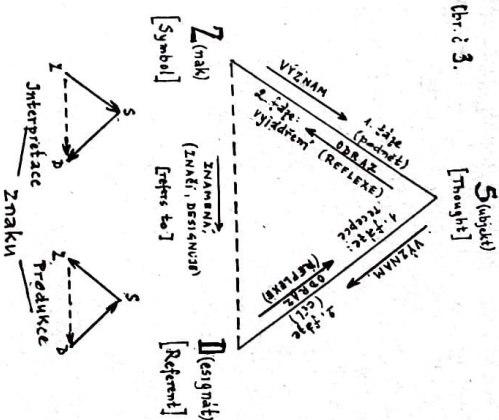 Obr. č 3.
S(ubjekt)
[Thought]
1. fáze
(podnět)
VÝZNAM
ODRAZ
(REFLEXE)
2. fáze:
vyjádření
1. fáze:
recepce
ODRAZ
(REFLEXE)
VÝZNAM
2. fáze
(cíl)
Z(nak)
[Symbol]
ZNAMENÁ,
(ZNAČÍ, DESIGNUJE)
[refers to]
D(esignát)
[Referent]
S
Z D
Interpretace
S
Z D
Produkce
Znaku